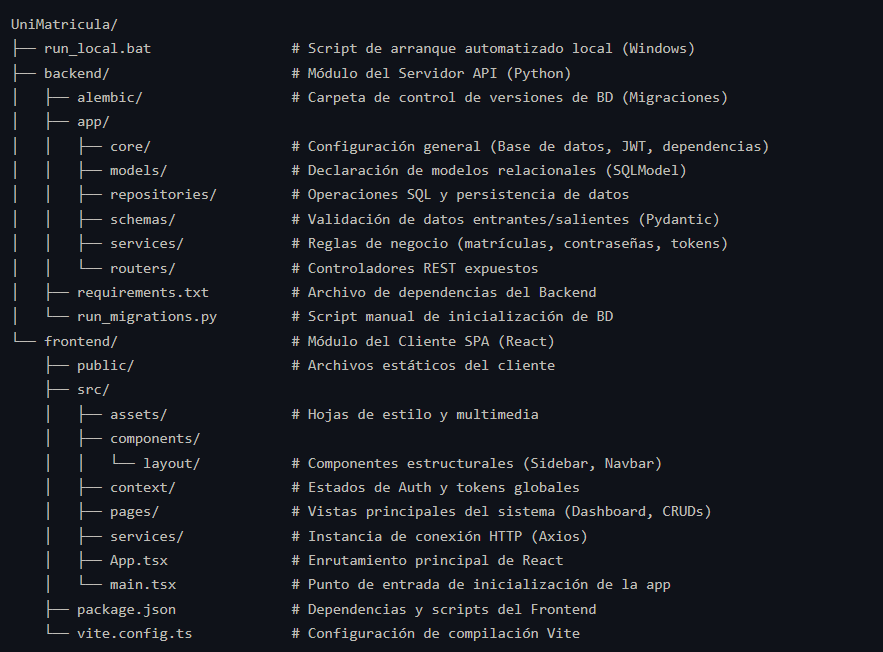 UniMatricula/
├── run_local.bat                 # Script de arranque automatizado local (Windows)
├── backend/                      # Módulo del Servidor API (Python)
│   ├── alembic/                  # Carpeta de control de versiones de BD (Migraciones)
│   ├── app/
│   │   ├── core/                 # Configuración general (Base de datos, JWT, dependencias)
│   │   ├── models/               # Declaración de modelos relacionales (SQLModel)
│   │   ├── repositories/         # Operaciones SQL y persistencia de datos
│   │   ├── schemas/              # Validación de datos entrantes/salientes (Pydantic)
│   │   ├── services/             # Reglas de negocio (matrículas, contraseñas, tokens)
│   │   └── routers/              # Controladores REST expuestos
│   ├── requirements.txt          # Archivo de dependencias del Backend
│   └── run_migrations.py         # Script manual de inicialización de BD
└── frontend/                     # Módulo del Cliente SPA (React)
    ├── public/                   # Archivos estáticos del cliente
    ├── src/
    │   ├── assets/               # Hojas de estilo y multimedia
    │   ├── components/
    │   │   └── layout/           # Componentes estructurales (Sidebar, Navbar)
    │   ├── context/              # Estados de Auth y tokens globales
    │   ├── pages/                # Vistas principales del sistema (Dashboard, CRUDs)
    │   ├── services/             # Instancia de conexión HTTP (Axios)
    │   ├── App.tsx               # Enrutamiento principal de React
    │   └── main.tsx              # Punto de entrada de inicialización de la app
    ├── package.json              # Dependencias y scripts del Frontend
    └── vite.config.ts            # Configuración de compilación Vite